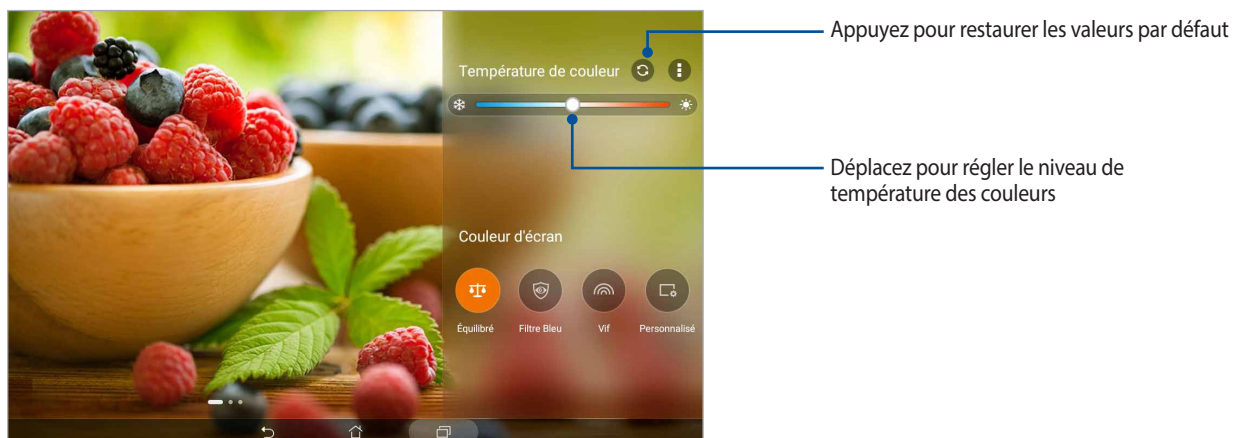 Appuyez pour restaurer les valeurs par défaut
Température de couleur
Déplacez pour régler le niveau de
température des couleurs
Couleur d'écran
Équilibré Filtre Bleu Vif Personnalisé